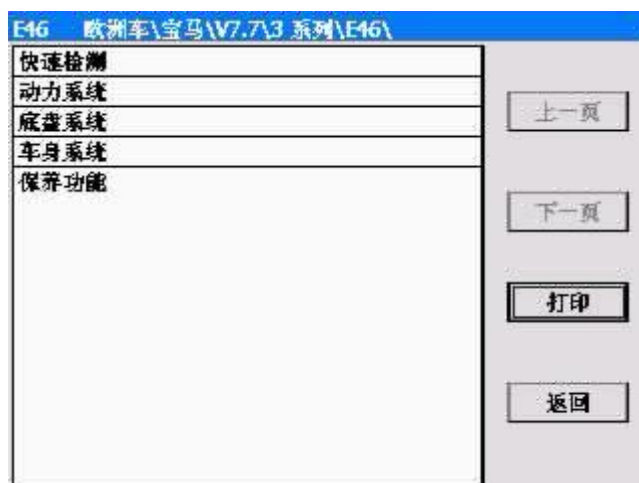 E46 欧洲车\宝马\V7.7\3 系列\E46\
快速检测
动力系统
底盘系统
车身系统
保养功能
上一页
下一页
打印
返回